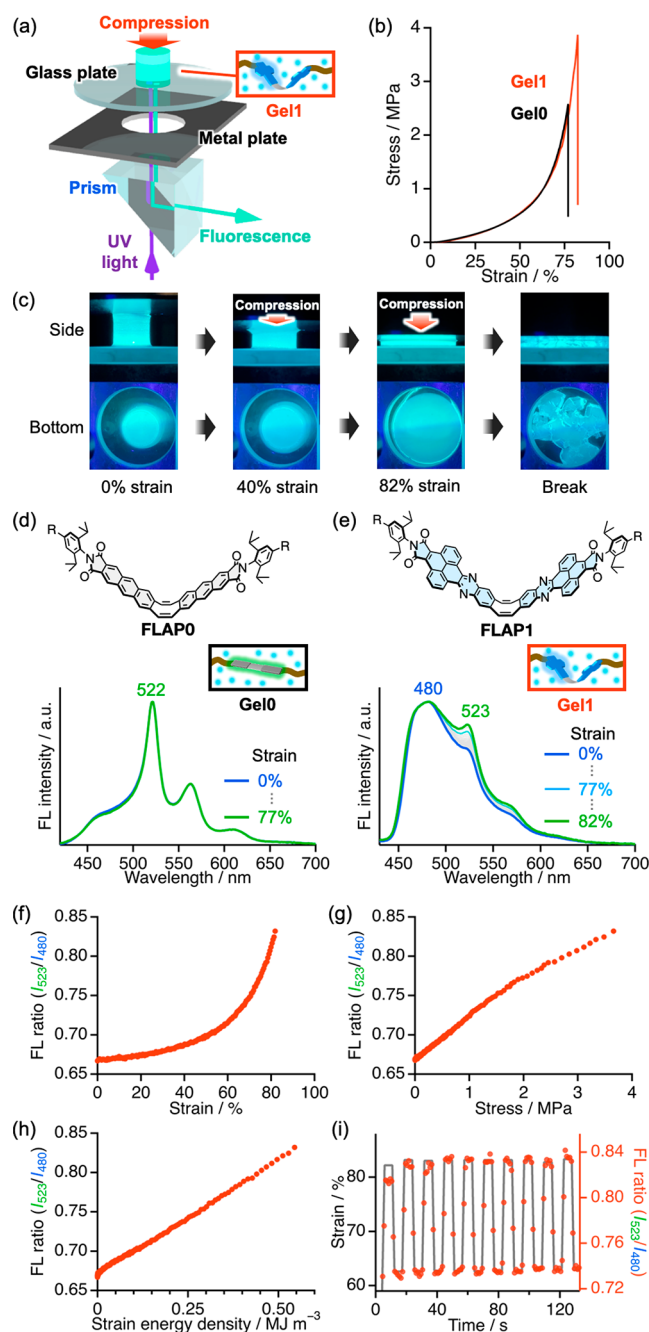 (a)
Compression
Glass plate
Gel1
Metal plate
Prism
Fluorescence
UV
light
(b)
Stress / MPa
4
3
2
1
0
Gel1
Gel0
0 25 50 75 100
Strain / %
(c)
Compression
Compression
Side
Bottom
0% strain
40% strain
82% strain
Break
(d)
R
O
N
O
O
N
O
R
FLAP0
Gel0
522
FL intensity / a.u.
Strain
0%
77%
450 500 550 600 650 700
Wavelength / nm
(e)
R
O
N
O
N
N
N
N
O
N
O
R
FLAP1
Gel1
480
523
FL intensity / a.u.
Strain
0%
77%
82%
450 500 550 600 650 700
Wavelength / nm
(f)
FL ratio (I523/I480)
0.85
0.80
0.75
0.70
0.65
0 20 40 60 80 100
Strain / %
(g)
FL ratio (I523/I480)
0.85
0.80
0.75
0.70
0.65
0 1 2 3 4
Stress / MPa
(h)
FL ratio (I523/I480)
0.85
0.80
0.75
0.70
0.65
0 0.25 0.50
Strain energy density / MJ m−3
(i)
Strain / %
80
70
60
0 40 80 120
Time / s
0.84
0.80
0.76
0.72
FL ratio (I523/I480)